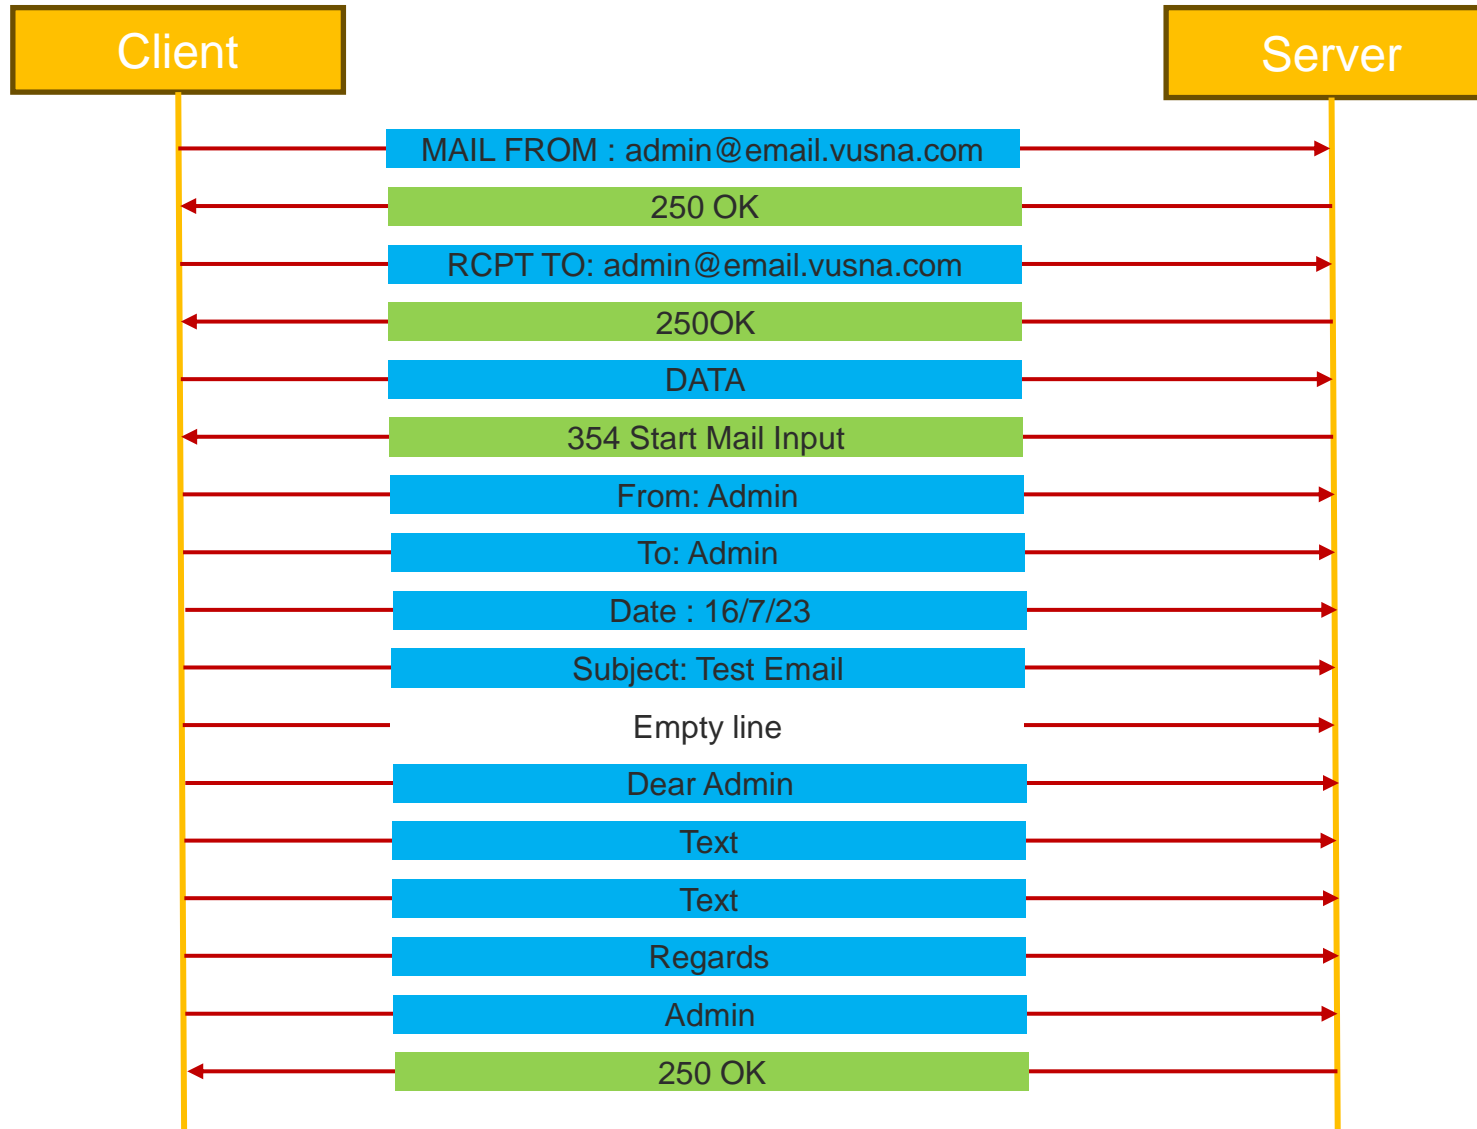 Client
Server
MAIL FROM : admin@email.vusna.com
250 OK
RCPT TO: admin@email.vusna.com
250OK
DATA
354 Start Mail Input
From: Admin
To: Admin
Date : 16/7/23
Subject: Test Email
Empty line
Dear Admin
Text
Text
Regards
Admin
250 OK